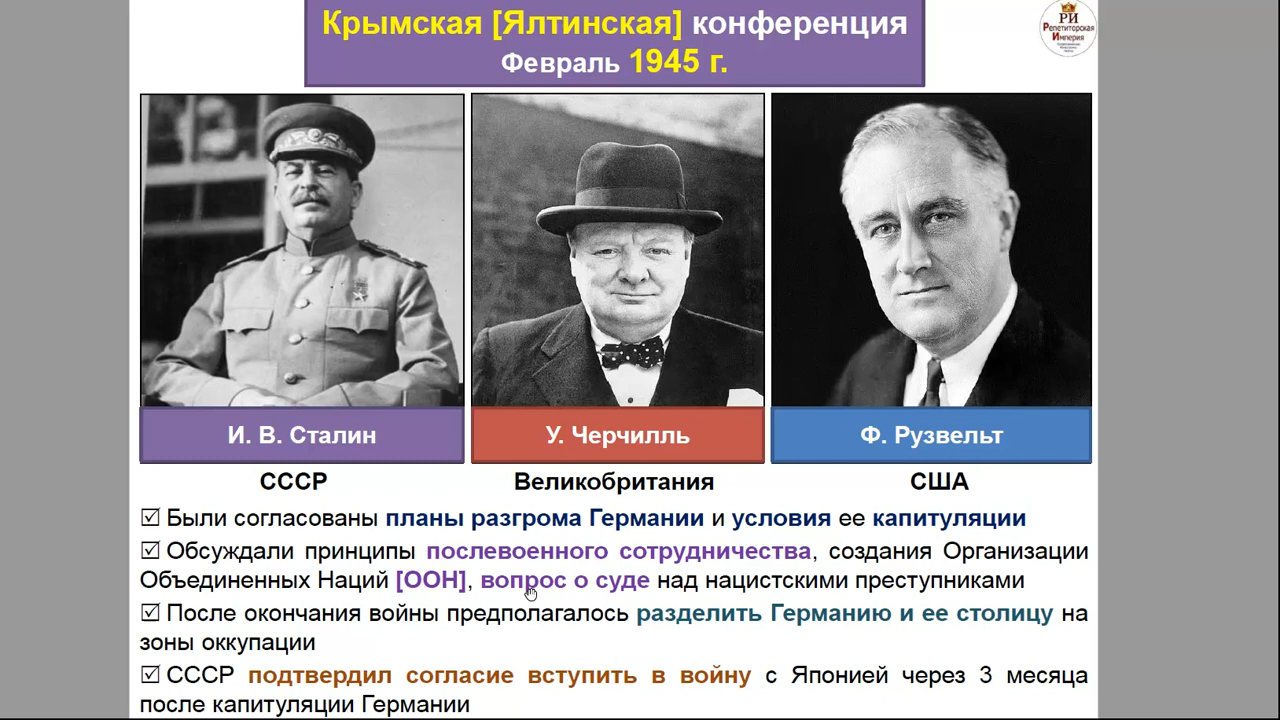 Крымская [Ялтинская] конференция
Февраль 1945 г.
РИ
Репетиторская
Империя
И. В. Сталин
У. Черчилль
Ф. Рузвельт
СССР
Великобритания
США
☑ Были согласованы планы разгрома Германии и условия ее капитуляции
☑ Обсуждали принципы послевоенного сотрудничества, создания Организации
Объединенных Наций [ООН], вопрос о суде над нацистскими преступниками
☑ После окончания войны предполагалось разделить Германию и ее столицу на
зоны оккупации
☑ СССР подтвердил согласие вступить в войну с Японией через 3 месяца
после капитуляции Германии